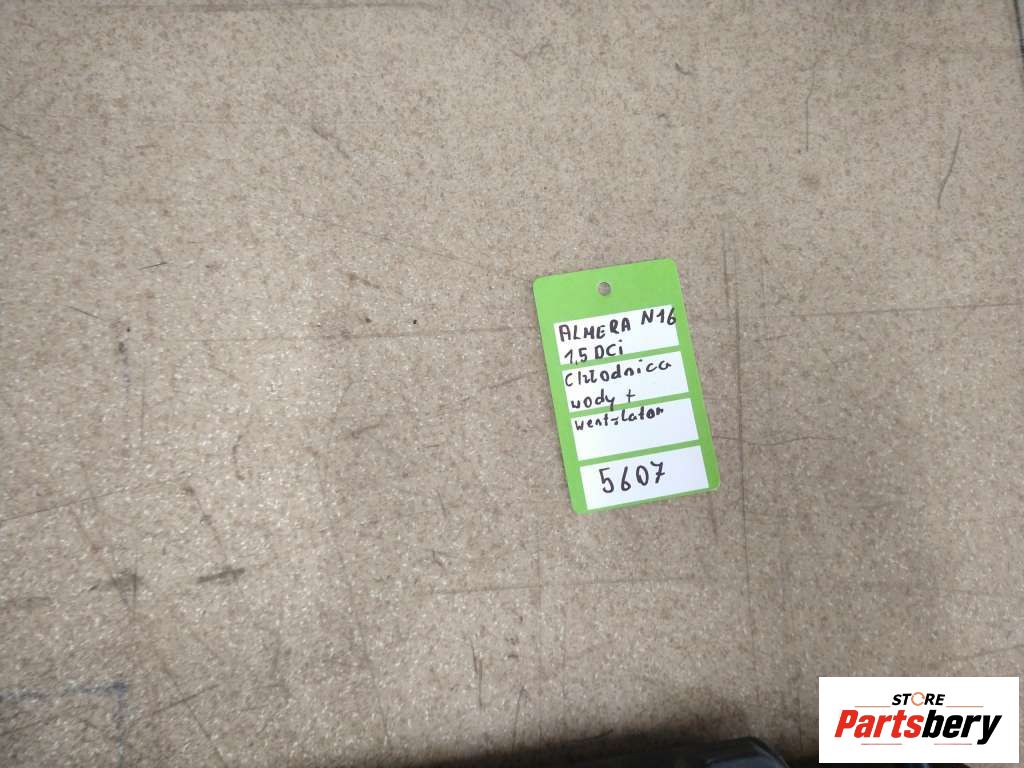 ALMERA N16
1,5 DCi
Chłodnica
wody +
wentylator
5607
STORE
Partsbery